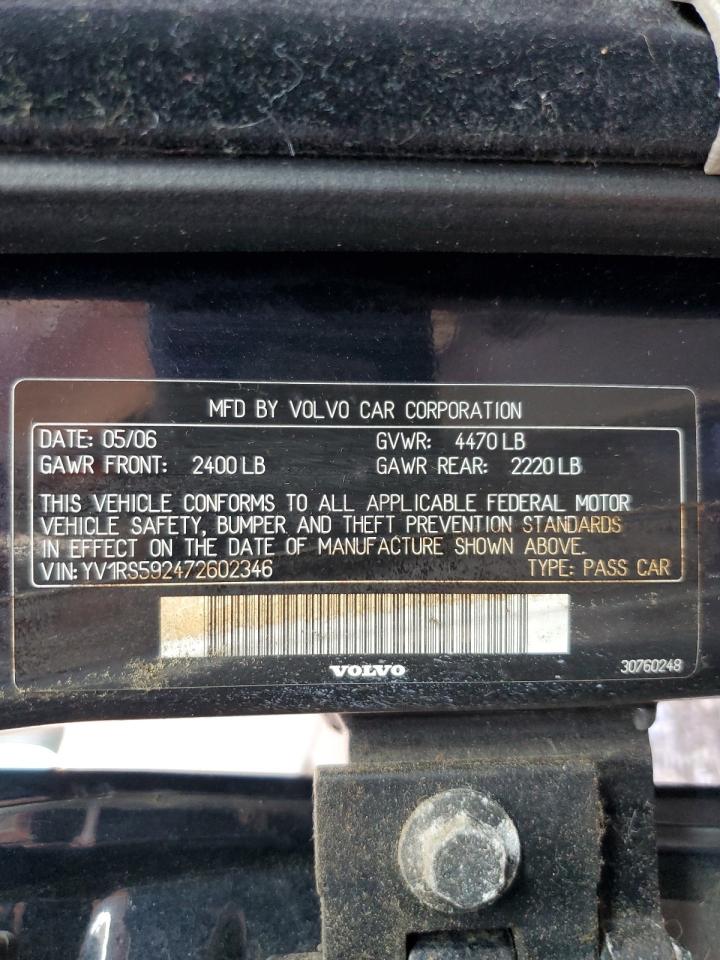 MFD BY VOLVO CAR CORPORATION
DATE: 05/06 GVWR: 4470 LB
GAWR FRONT: 2400 LB GAWR REAR: 2220 LB
THIS VEHICLE CONFORMS TO ALL APPLICABLE FEDERAL MOTOR
VEHICLE SAFETY, BUMPER AND THEFT PREVENTION STANDARDS
IN EFFECT ON THE DATE OF MANUFACTURE SHOWN ABOVE.
VIN: YV1RS592472602346 TYPE: PASS CAR
VOLVO 30760248